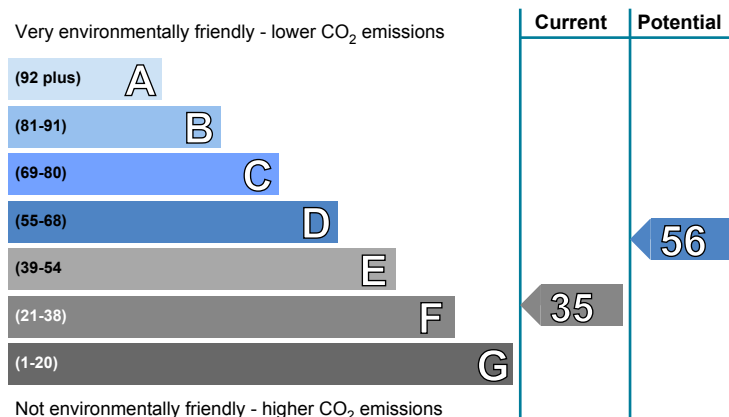 Current Potential
Very environmentally friendly - lower CO2 emissions
(92 plus) A
(81-91) B
(69-80) C
(55-68) D
56
(39-54 E
(21-38) F
35
(1-20) G
Not environmentally friendly - higher CO2 emissions